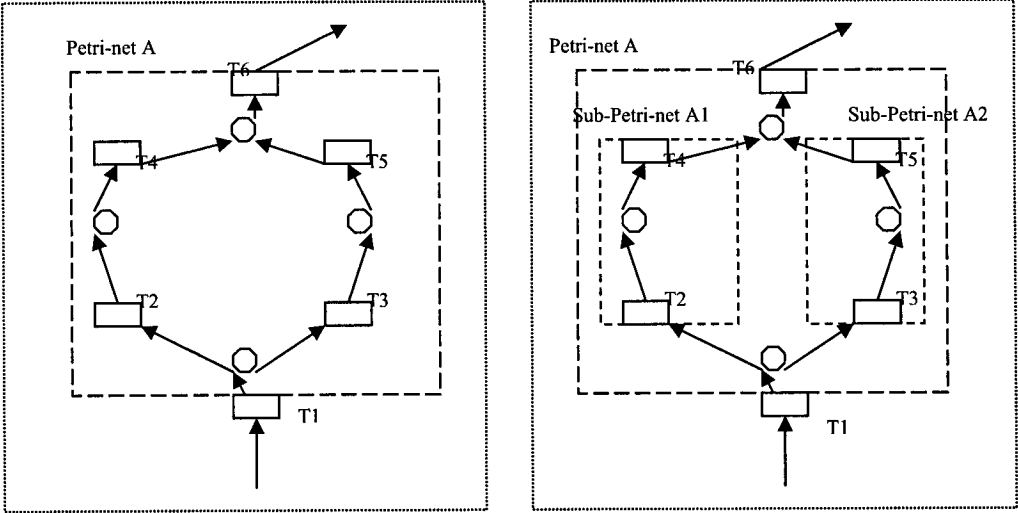 Petri-net A
T6
T4
T5
T2
T3
T1
Petri-net A
T6
Sub-Petri-net A1
Sub-Petri-net A2
T4
T5
T2
T3
T1